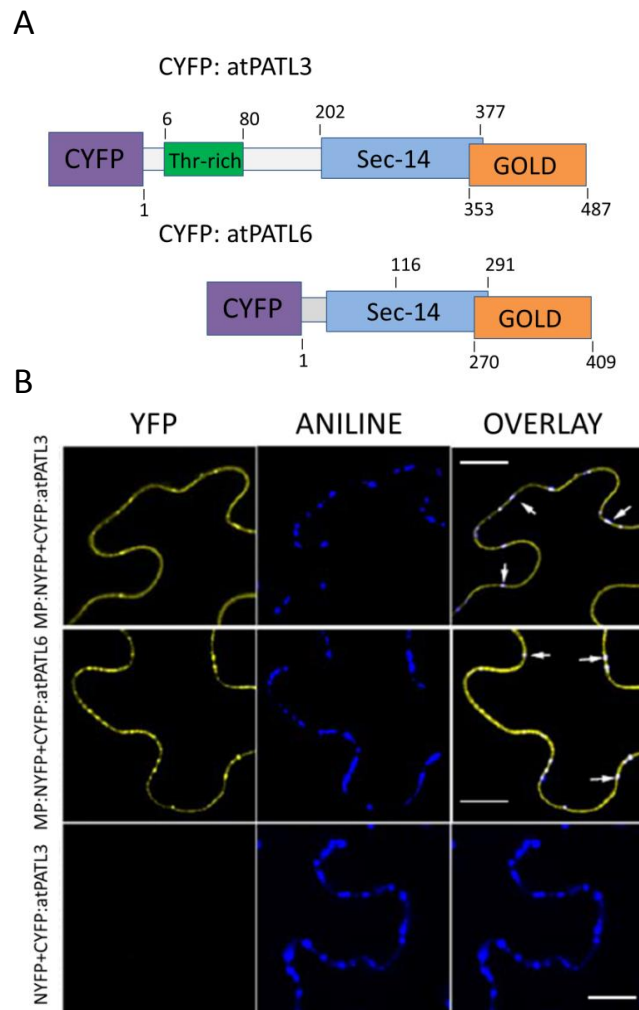 A
CYFP: atPATL3
6 80 202 377
CYFP Thr-rich Sec-14 GOLD
1 353 487
CYFP: atPATL6
116 291
CYFP Sec-14 GOLD
1 270 409
B
YFP ANILINE OVERLAY
MP:NYFP+CYFP:atPATL3
MP:NYFP+CYFP:atPATL6
NYFP+CYFP:atPATL3